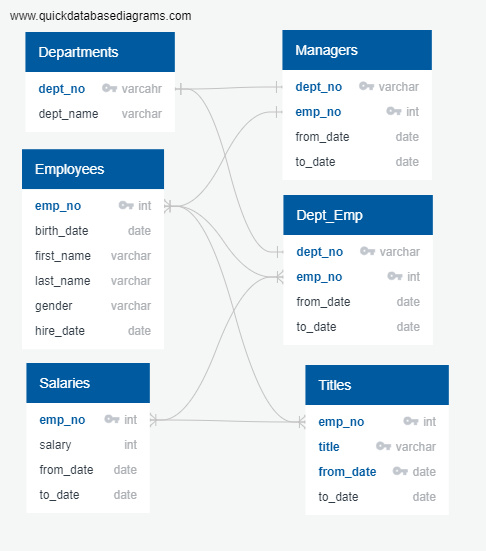 www.quickdatabasediagrams.com
Departments
dept_no varcahr
dept_name varchar
Managers
dept_no varchar
emp_no int
from_date date
to_date date
Employees
emp_no int
birth_date date
first_name varchar
last_name varchar
gender varchar
hire_date date
Dept_Emp
dept_no varchar
emp_no int
from_date date
to_date date
Salaries
emp_no int
salary int
from_date date
to_date date
Titles
emp_no int
title varchar
from_date date
to_date date